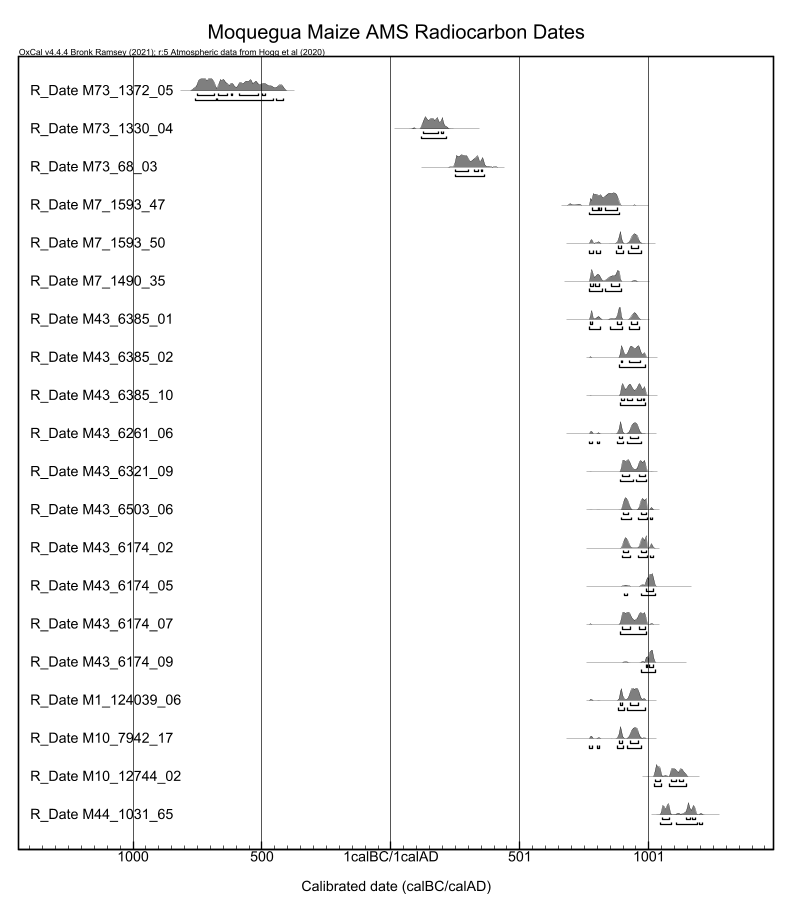 Moquegua Maize AMS Radiocarbon Dates
OxCal v4.4.4 Bronk Ramsey (2021); r:5 Atmospheric data from Hogg et al (2020)
R_Date M73_1372_05
R_Date M73_1330_04
R_Date M73_68_03
R_Date M7_1593_47
R_Date M7_1593_50
R_Date M7_1490_35
R_Date M43_6385_01
R_Date M43_6385_02
R_Date M43_6385_10
R_Date M43_6261_06
R_Date M43_6321_09
R_Date M43_6503_06
R_Date M43_6174_02
R_Date M43_6174_05
R_Date M43_6174_07
R_Date M43_6174_09
R_Date M1_124039_06
R_Date M10_7942_17
R_Date M10_12744_02
R_Date M44_1031_65
1000 500 1calBC/1calAD 501 1001
Calibrated date (calBC/calAD)